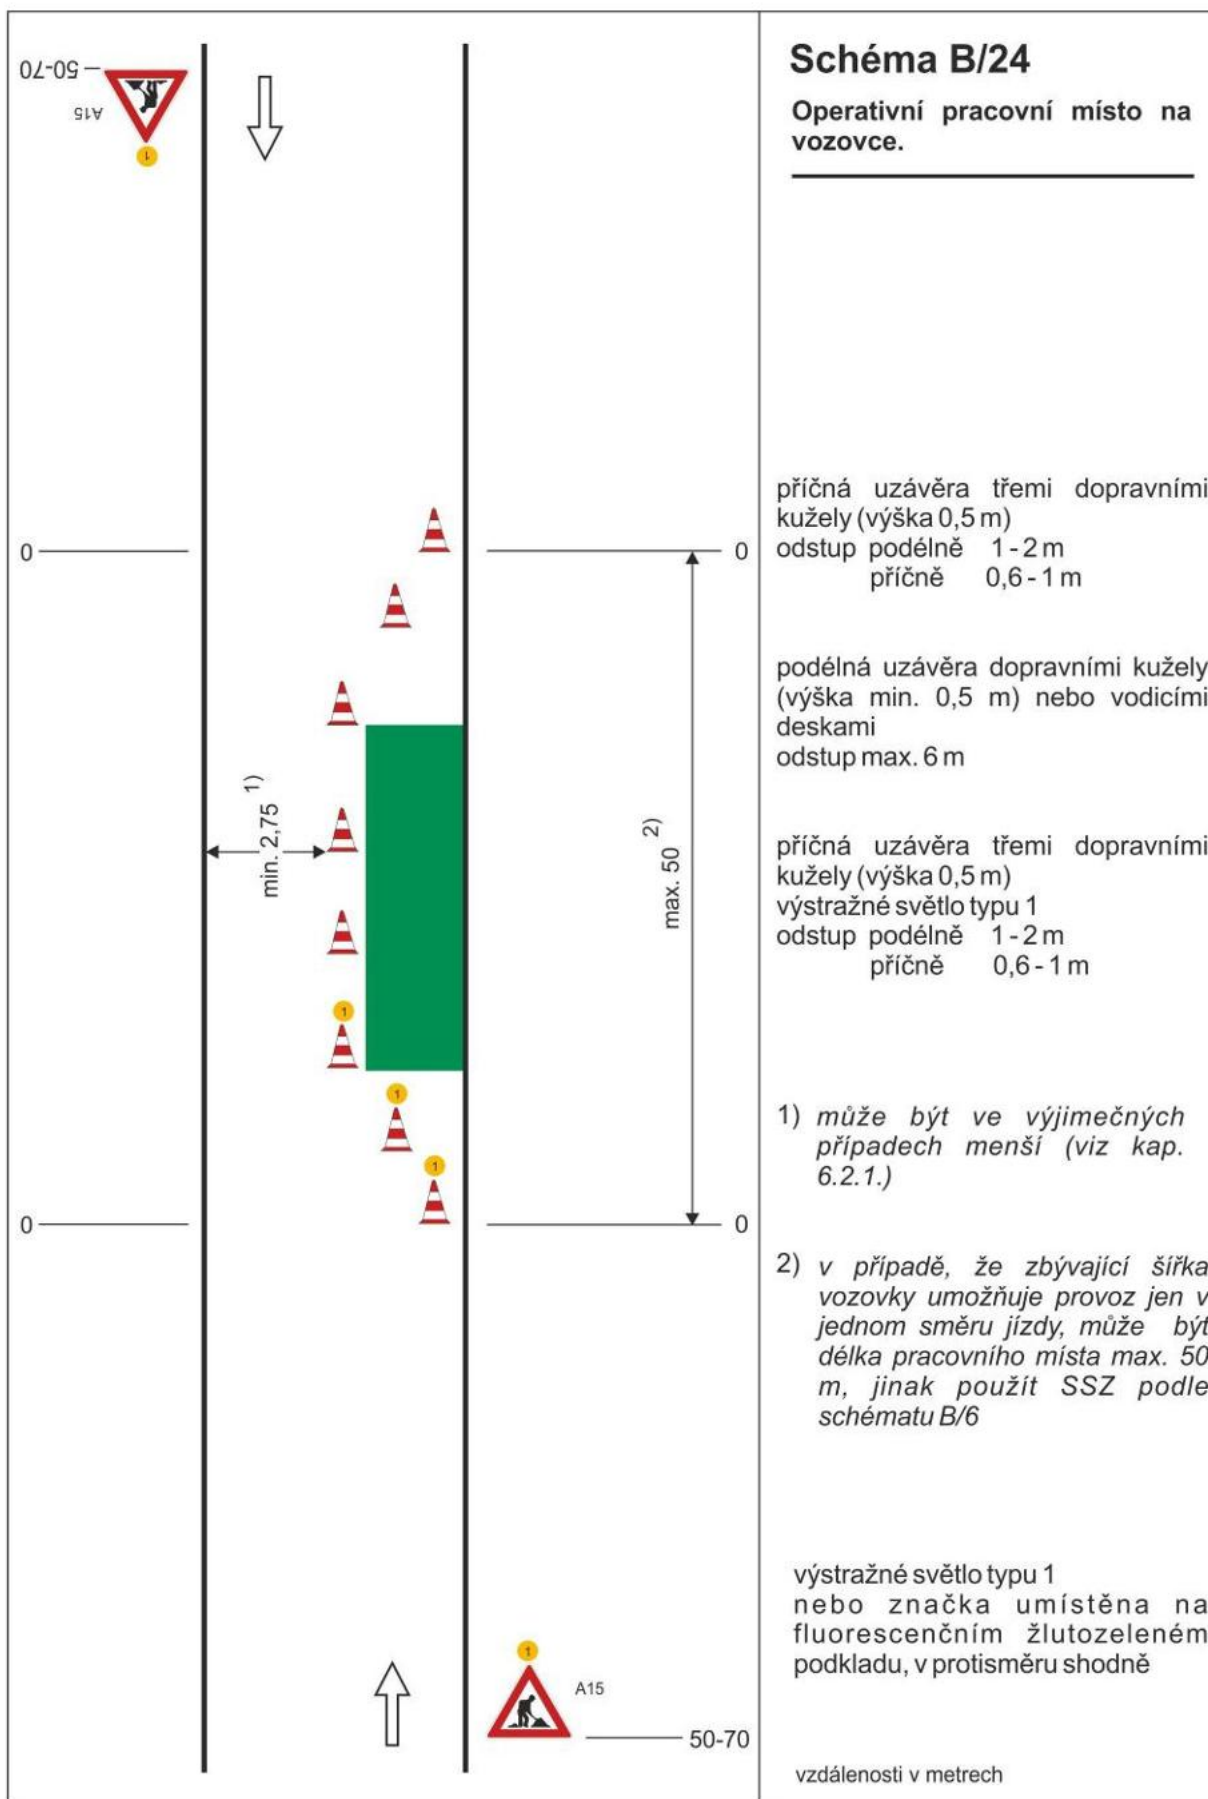 50-70
A15
1
0
0
min. 2,75 1)
max. 50 2)
1
1
1
0
0
1
A15
50-70
Schéma B/24
Operativní pracovní místo na
vozovce.
příčná uzávěra třemi dopravními
kužely (výška 0,5 m)
odstup podélně 1 - 2 m
příčně 0,6 - 1 m
podélná uzávěra dopravními kužely
(výška min. 0,5 m) nebo vodicími
deskami
odstup max. 6 m
příčná uzávěra třemi dopravními
kužely (výška 0,5 m)
výstražné světlo typu 1
odstup podélně 1 - 2 m
příčně 0,6 - 1 m
1) může být ve výjimečných
případech menší (viz kap.
6.2.1.)
2) v případě, že zbývající šířka
vozovky umožňuje provoz jen v
jednom směru jízdy, může být
délka pracovního místa max. 50
m, jinak použít SSZ podle
schématu B/6
výstražné světlo typu 1
nebo značka umístěna na
fluorescenčním žlutozeleném
podkladu, v protisměru shodně
vzdálenosti v metrech